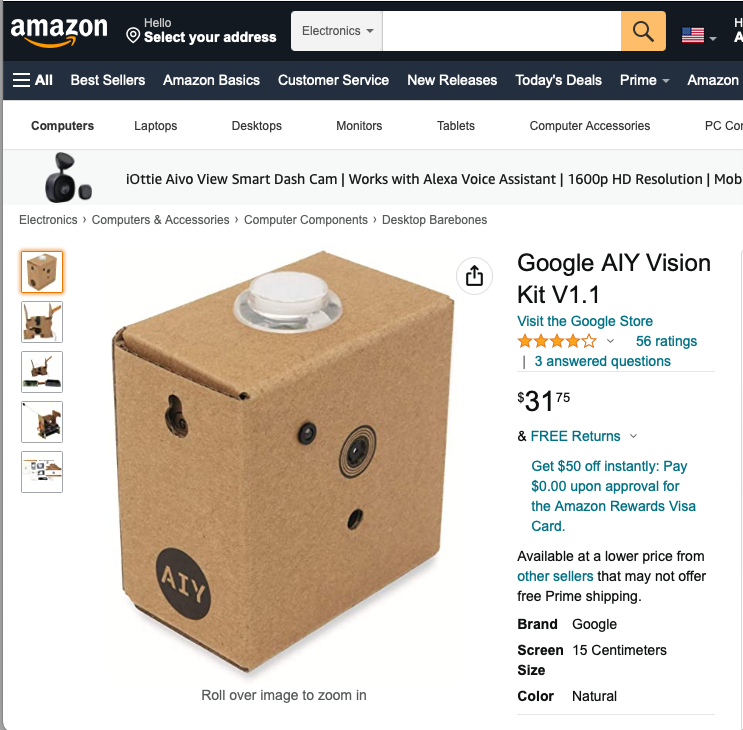 amazon
Hello
Select your address
Electronics
H
A
All
Best Sellers
Amazon Basics
Customer Service
New Releases
Today's Deals
Prime
Amazon
Computers
Laptops
Desktops
Monitors
Tablets
Computer Accessories
PC Co
iOttie Aivo View Smart Dash Cam | Works with Alexa Voice Assistant | 1600p HD Resolution | Mob
Electronics › Computers & Accessories › Computer Components › Desktop Barebones
Google AIY Vision
Kit V1.1
Visit the Google Store
56 ratings
| 3 answered questions
$31 75
& FREE Returns
Get $50 off instantly: Pay
$0.00 upon approval for
the Amazon Rewards Visa
Card.
Available at a lower price from
other sellers that may not offer
free Prime shipping.
Brand Google
Screen 15 Centimeters
Size
Color Natural
AIY
Roll over image to zoom in